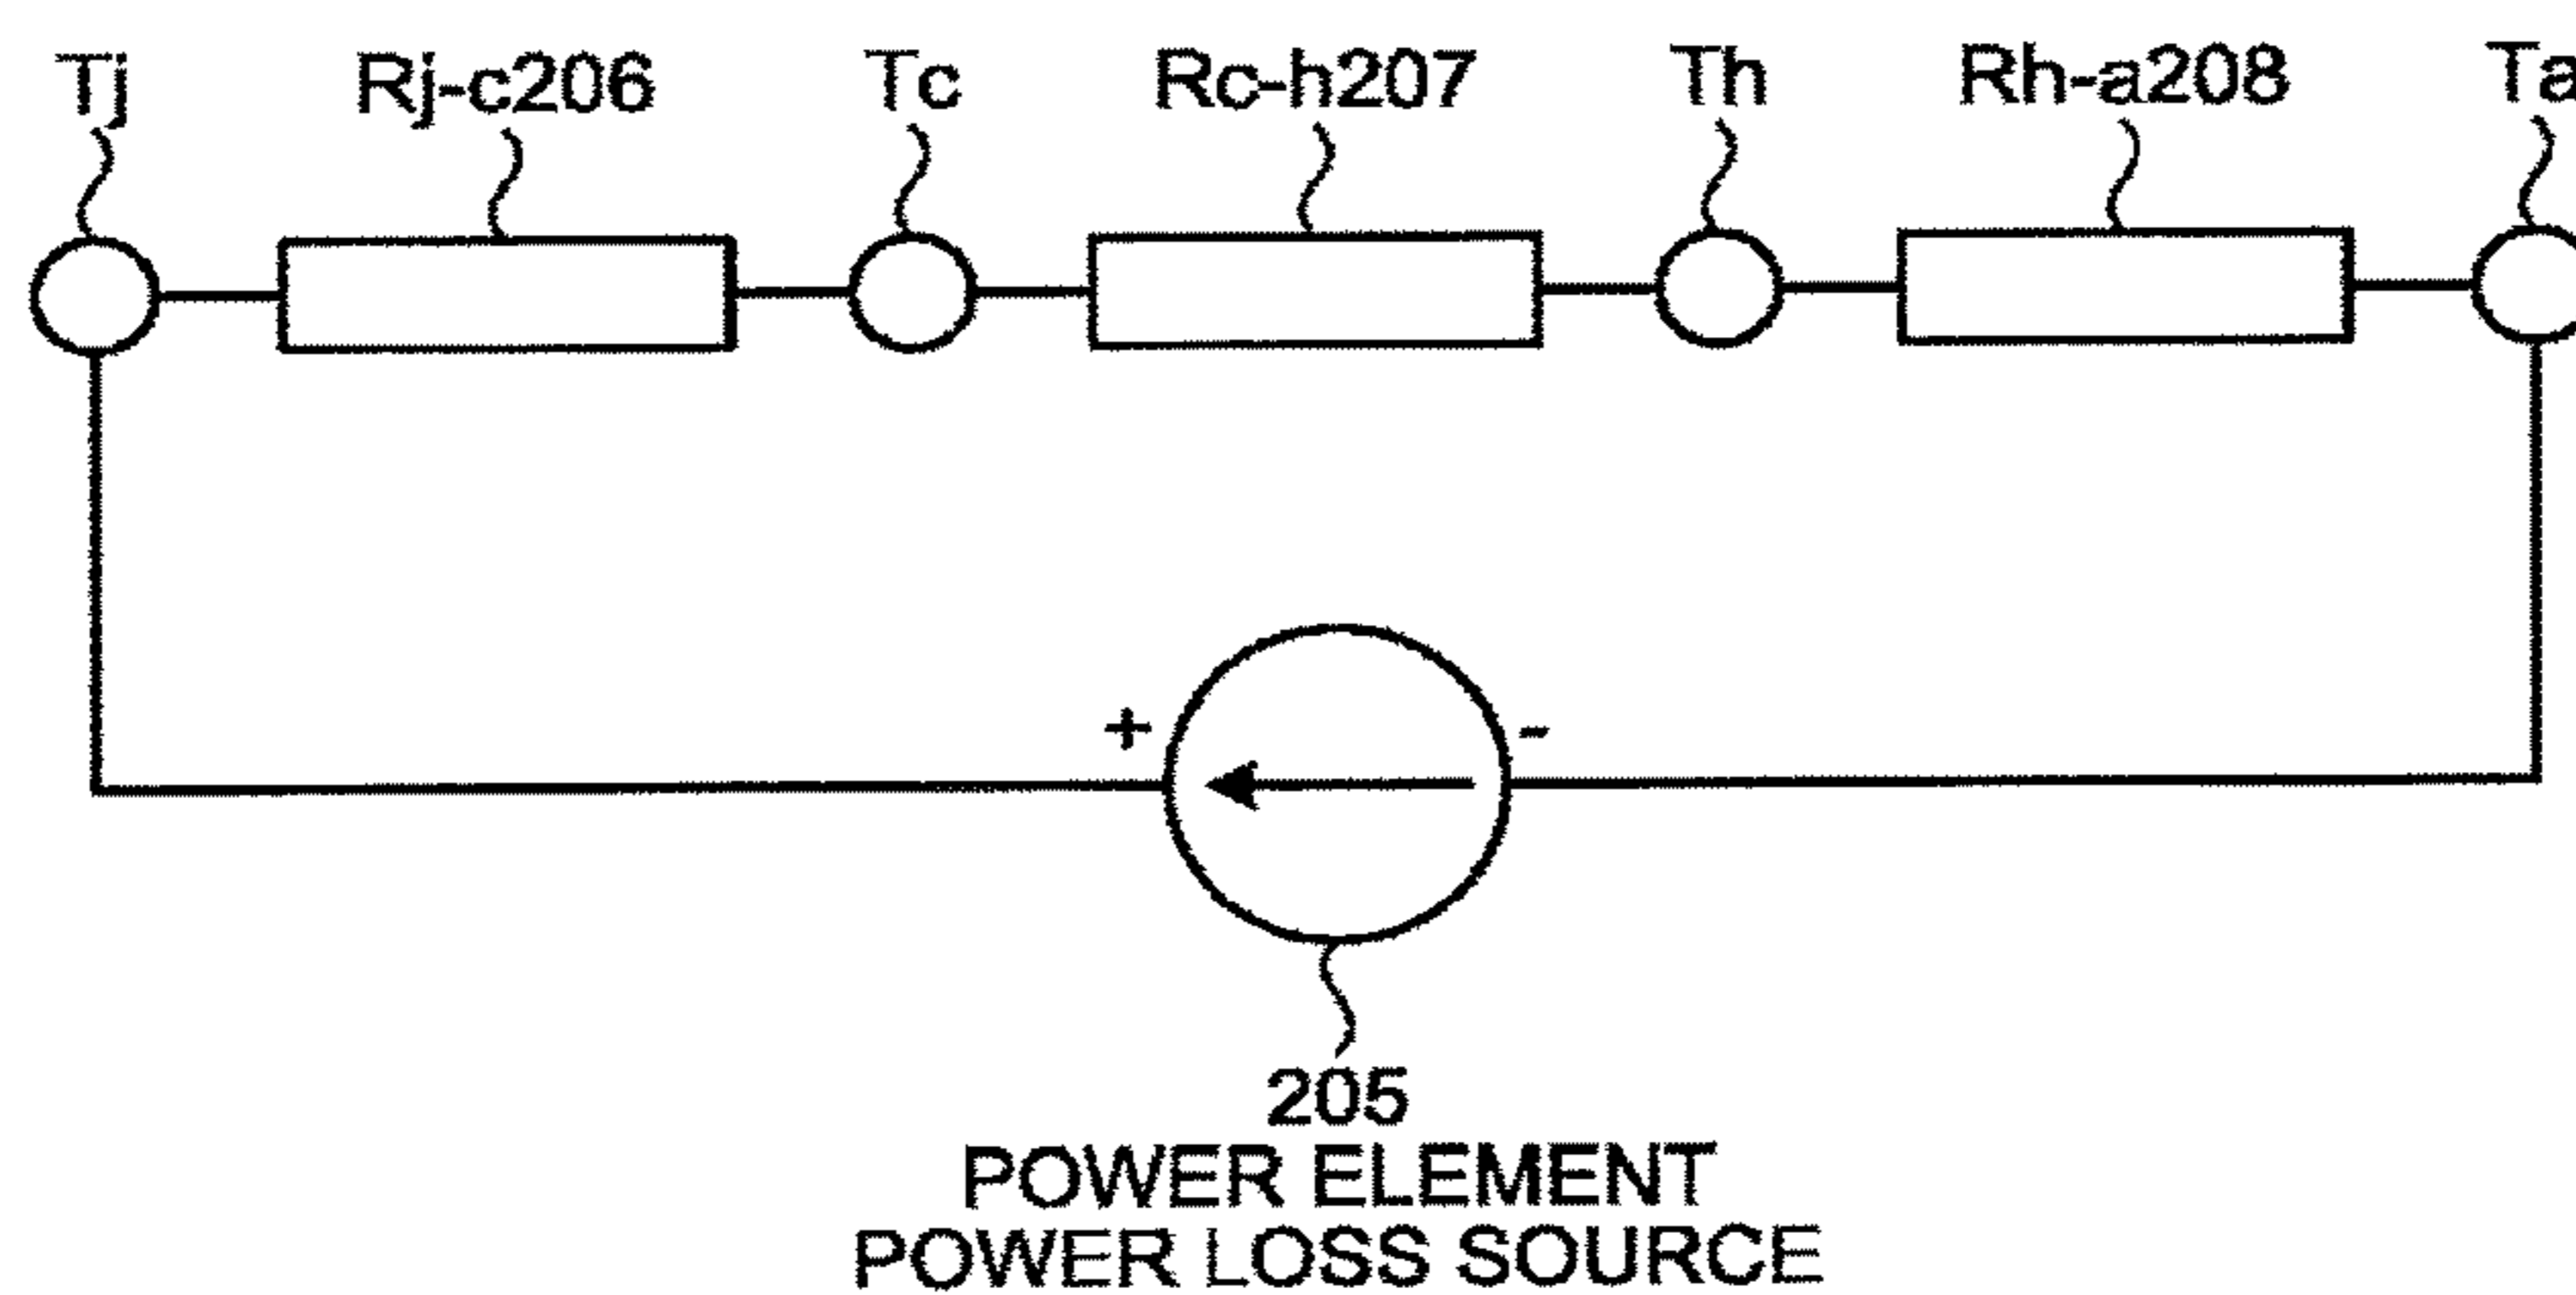 Tj Rj-c206 Tc Rc-h207 Th Rh-a208 Ta
+ -
205
POWER ELEMENT
POWER LOSS SOURCE